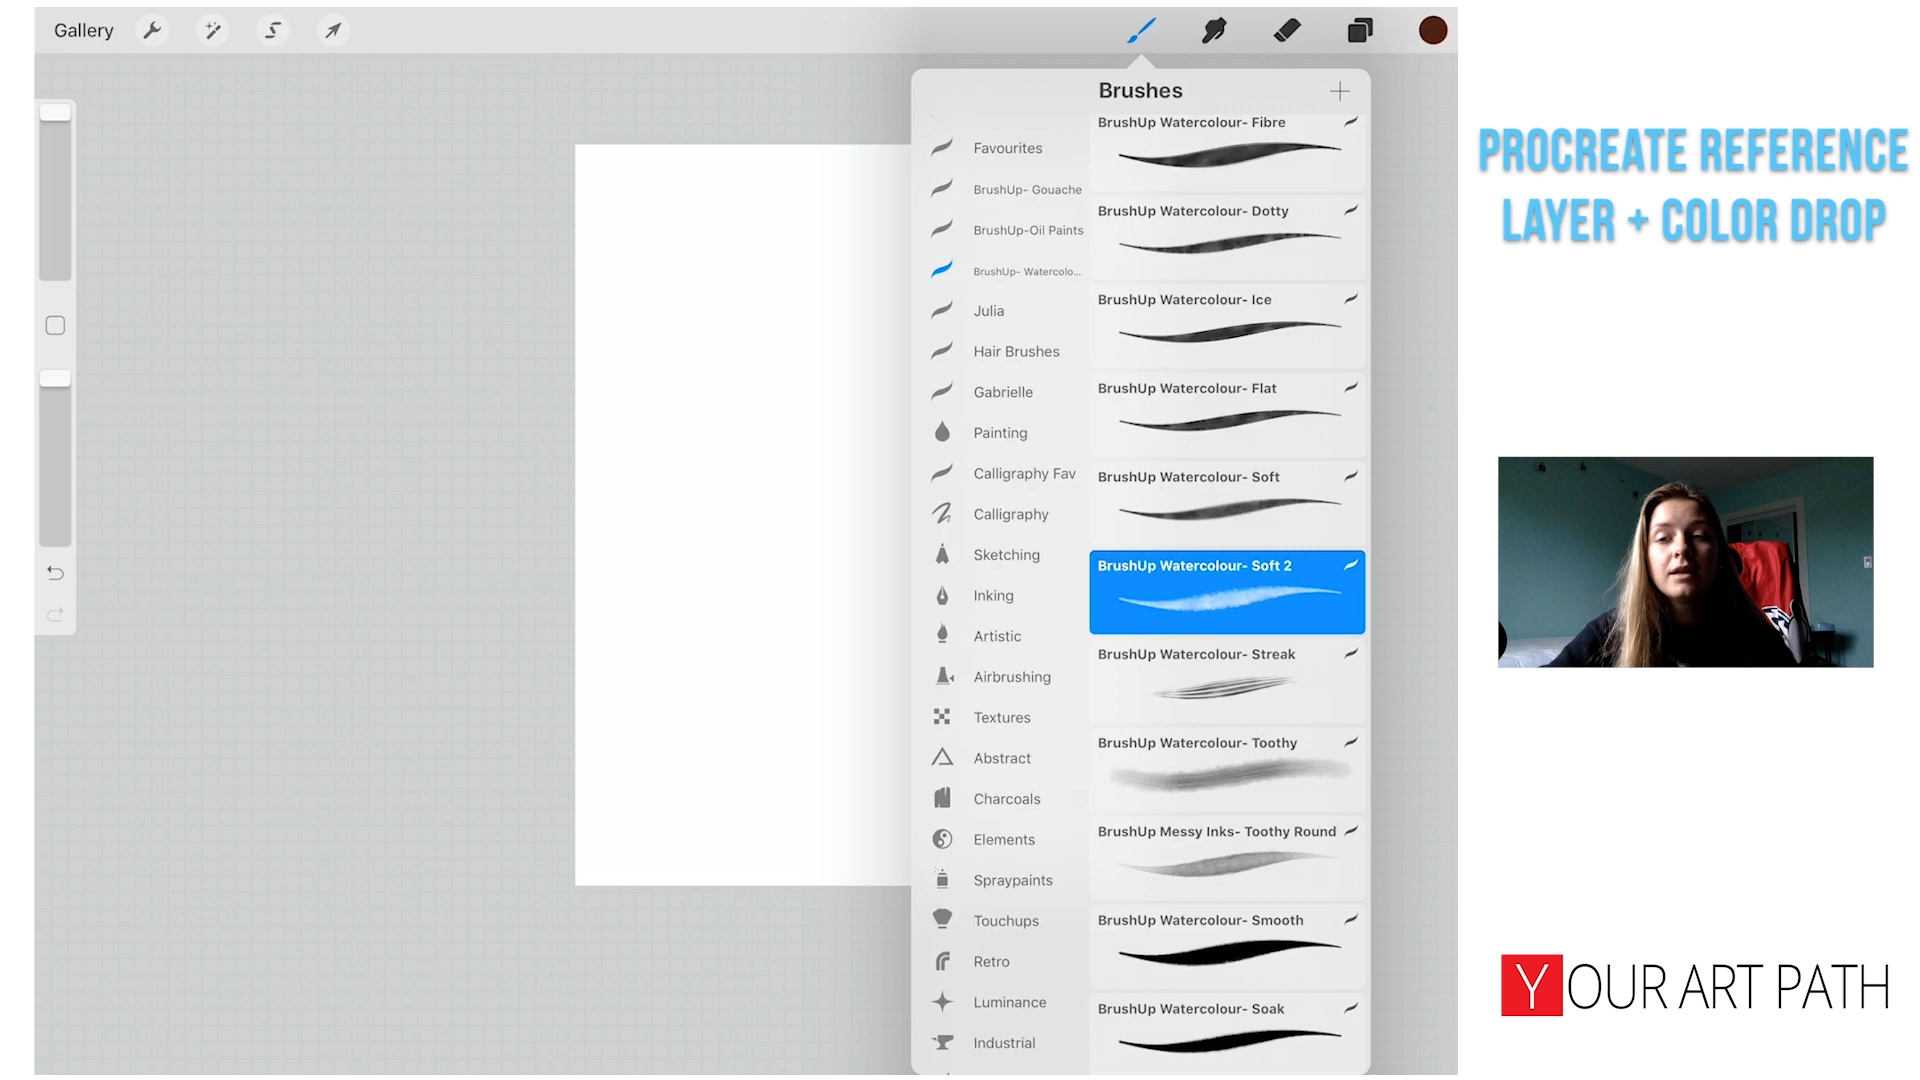 Gallery
Brushes
Favourites
BrushUp- Gouache
BrushUp-Oil Paints
BrushUp- Watercolo...
Julia
Hair Brushes
Gabrielle
Painting
Calligraphy Fav
Calligraphy
Sketching
Inking
Artistic
Airbrushing
Textures
Abstract
Charcoals
Elements
Spraypaints
Touchups
Retro
Luminance
Industrial
BrushUp Watercolour- Fibre
BrushUp Watercolour- Dotty
BrushUp Watercolour- Ice
BrushUp Watercolour- Flat
BrushUp Watercolour- Soft
BrushUp Watercolour- Soft 2
BrushUp Watercolour- Streak
BrushUp Watercolour- Toothy
BrushUp Messy Inks- Toothy Round
BrushUp Watercolour- Smooth
BrushUp Watercolour- Soak
PROCREATE REFERENCE
LAYER + COLOR DROP
YOUR ART PATH